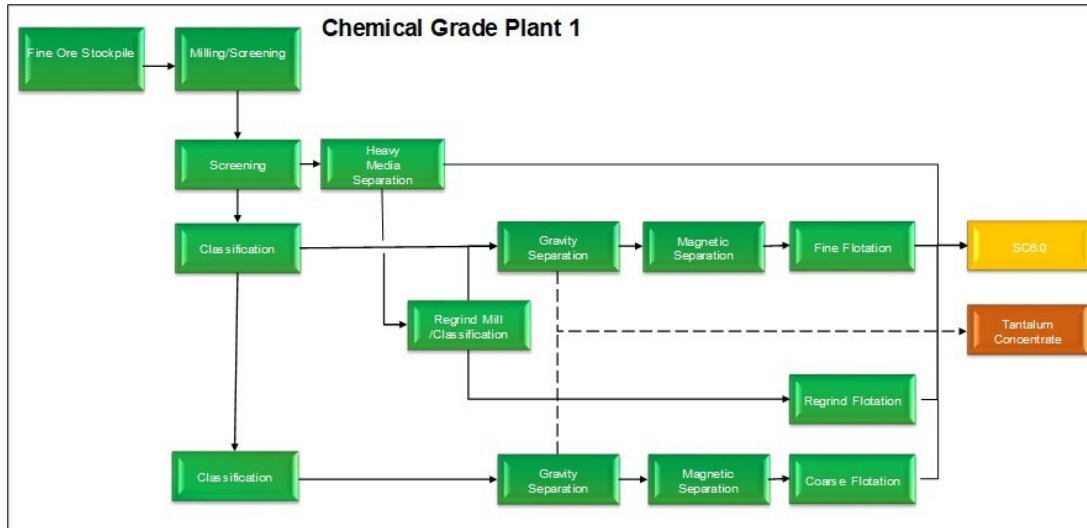 Chemical Grade Plant 1
Fine Ore Stockpile
Milling/Screening
Screening
Heavy
Media
Separation
Classification
Gravity
Separation
Magnetic
Separation
Fine Flotation
SC6.0
Regrind Mill
/Classification
Tantalum
Concentrate
Regrind Flotation
Classification
Gravity
Separation
Magnetic
Separation
Coarse Flotation